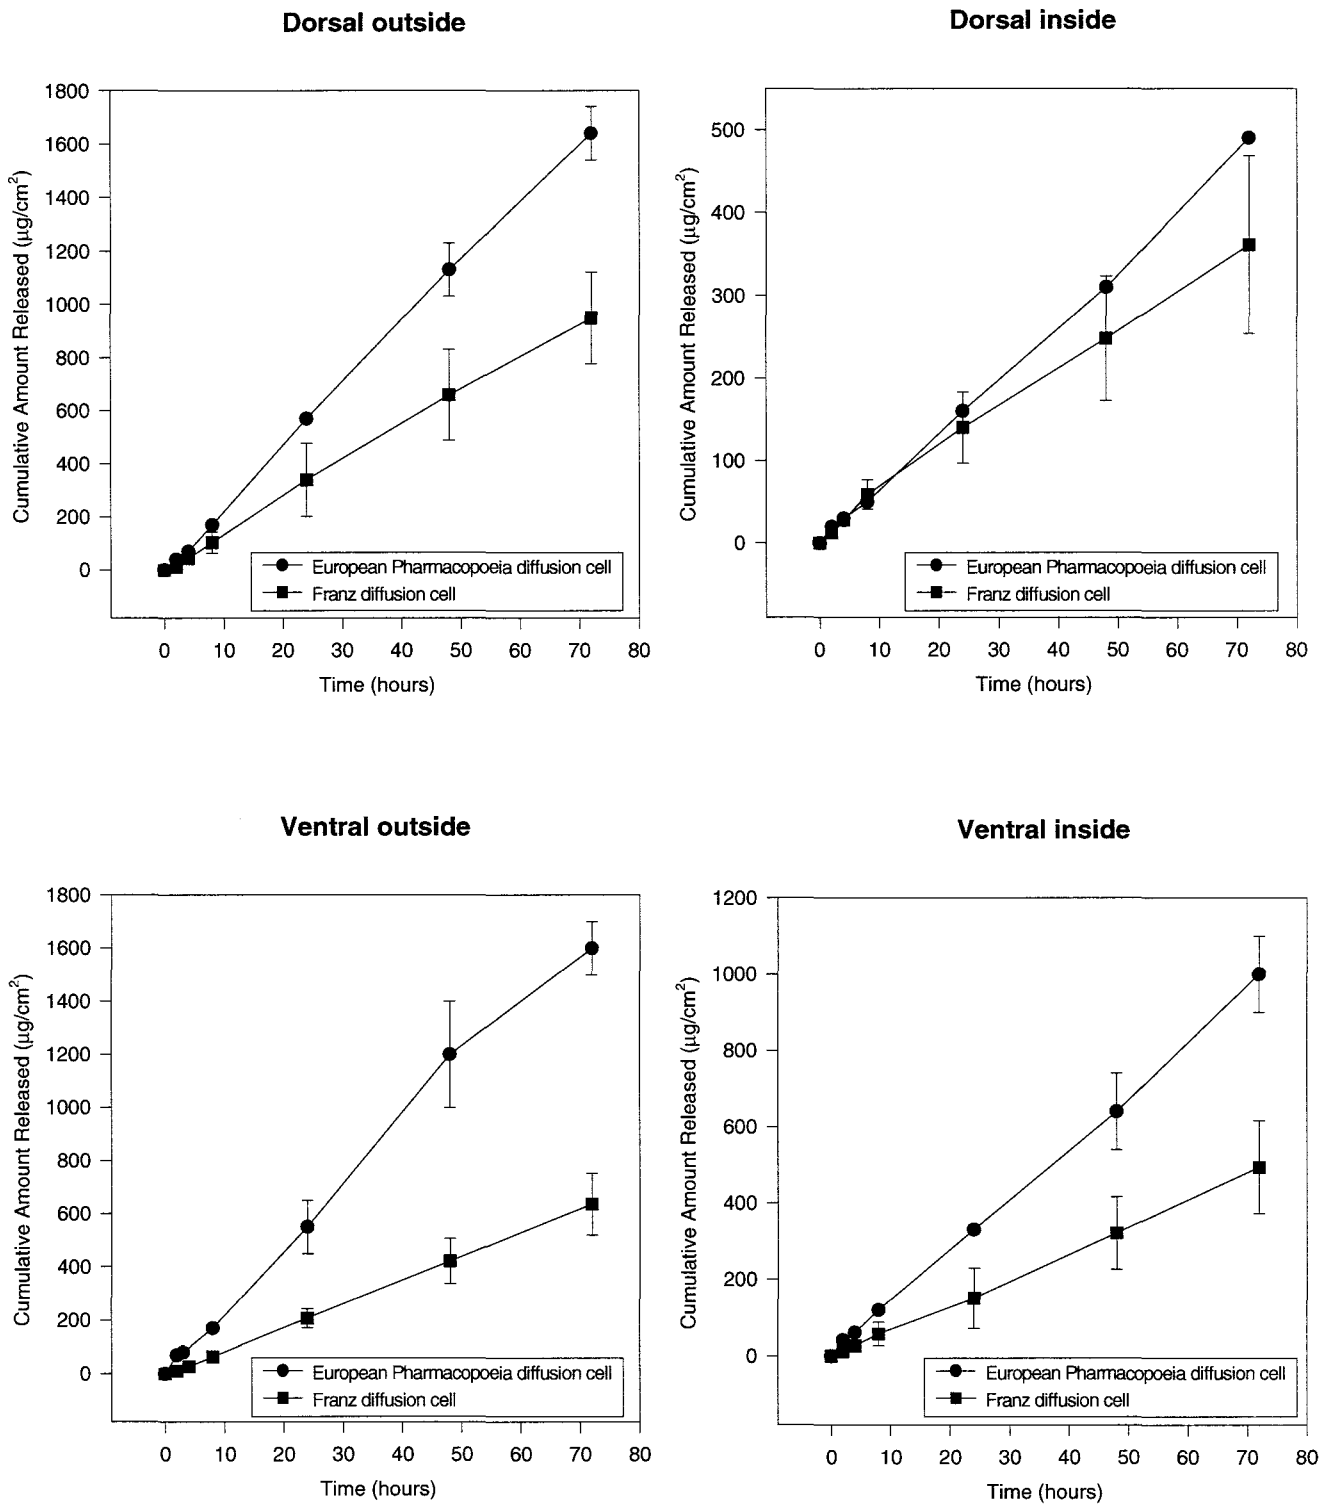 Dorsal outside
1800
1600
1400
1200
1000
800
600
400
200
0
Cumulative Amount Released (µg/cm²)
European Pharmacopoeia diffusion cell
Franz diffusion cell
0 10 20 30 40 50 60 70 80
Time (hours)
Dorsal inside
500
400
300
200
100
0
Cumulative Amount Released (µg/cm²)
European Pharmacopoeia diffusion cell
Franz diffusion cell
0 10 20 30 40 50 60 70 80
Time (hours)
Ventral outside
1800
1600
1400
1200
1000
800
600
400
200
0
Cumulative Amount Released (µg/cm²)
European Pharmacopoeia diffusion cell
Franz diffusion cell
0 10 20 30 40 50 60 70 80
Time (hours)
Ventral inside
1200
1000
800
600
400
200
0
Cumulative Amount Released (µg/cm²)
European Pharmacopoeia diffusion cell
Franz diffusion cell
0 10 20 30 40 50 60 70 80
Time (hours)